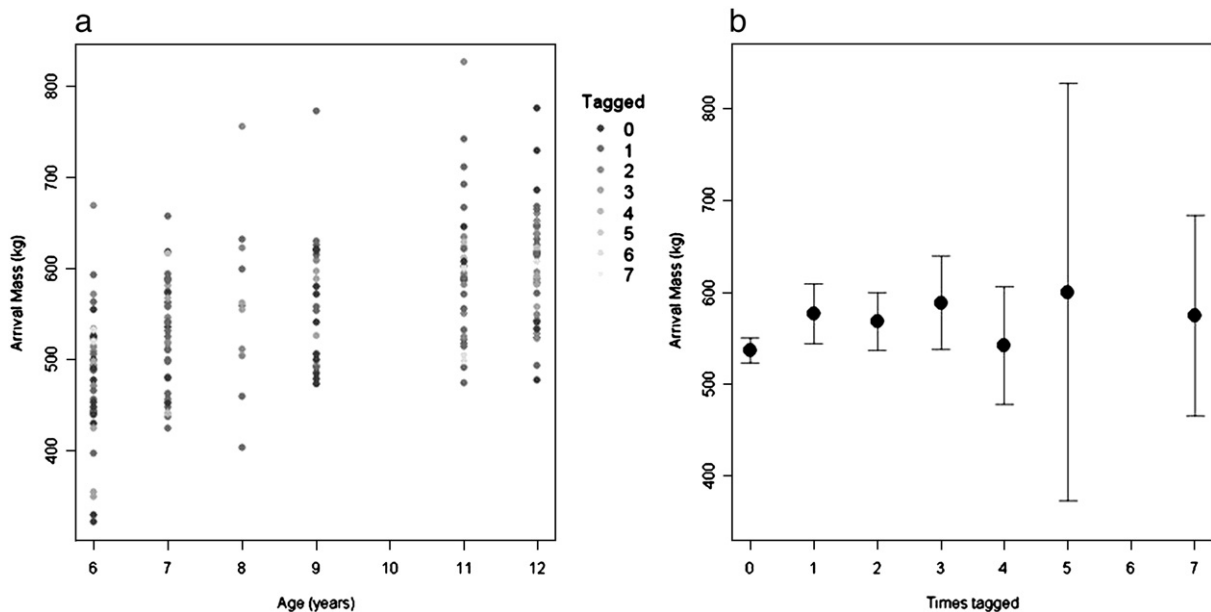 a
Arrival Mass (kg)
800
700
600
500
400
6 7 8 9 10 11 12
Age (years)
Tagged
0
1
2
3
4
5
6
7
b
Arrival Mass (kg)
800
700
600
500
400
0 1 2 3 4 5 6 7
Times tagged